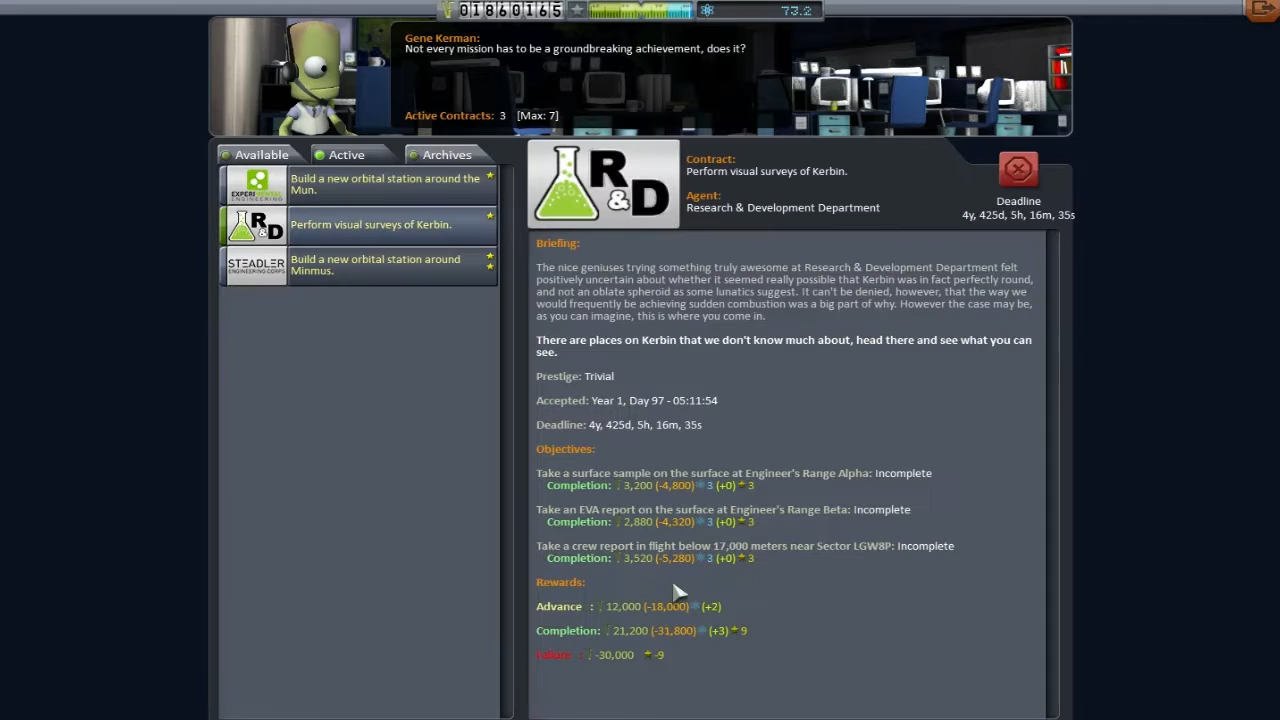 01860165
73.2
Gene Kerman:
Not every mission has to be a groundbreaking achievement, does it?
Active Contracts: 3 [Max: 7]
Available
Active
Archives
EXPERIMENTAL
ENGINEERING
Build a new orbital station around the
Mun.
R&D
Perform visual surveys of Kerbin.
STEADLER
ENGINEERING CORPS
Build a new orbital station around
Minmus.
R&D
Contract:
Perform visual surveys of Kerbin.
Agent:
Research & Development Department
Deadline
4y, 425d, 5h, 16m, 35s
Briefing:
The nice geniuses trying something truly awesome at Research & Development Department felt
positively uncertain about whether it seemed really possible that Kerbin was in fact perfectly round,
and not an oblate spheroid as some lunatics suggest. It can't be denied, however, that the way we
would frequently be achieving sudden combustion was a big part of why. However the case may be,
as you can imagine, this is where you come in.
There are places on Kerbin that we don't know much about, head there and see what you can
see.
Prestige: Trivial
Accepted: Year 1, Day 97 - 05:11:54
Deadline: 4y, 425d, 5h, 16m, 35s
Objectives:
Take a surface sample on the surface at Engineer's Range Alpha: Incomplete
Completion: 3,200 (-4,800) 3 (+0) 3
Take an EVA report on the surface at Engineer's Range Beta: Incomplete
Completion: 2,880 (-4,320) 3 (+0) 3
Take a crew report in flight below 17,000 meters near Sector LGW8P: Incomplete
Completion: 3,520 (-5,280) 3 (+0) 3
Rewards:
Advance : 12,000 (-18,000) (+2)
Completion: 21,200 (-31,800) (+3) 9
Failure : -30,000 -9